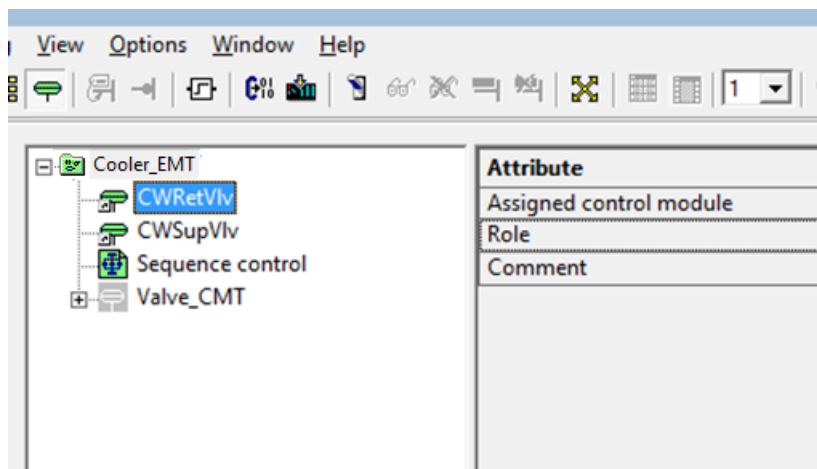 View Options Window Help
1
Cooler_EMT
CWRetVlv
CWSupVlv
Sequence control
Valve_CMT
Attribute
Assigned control module
Role
Comment